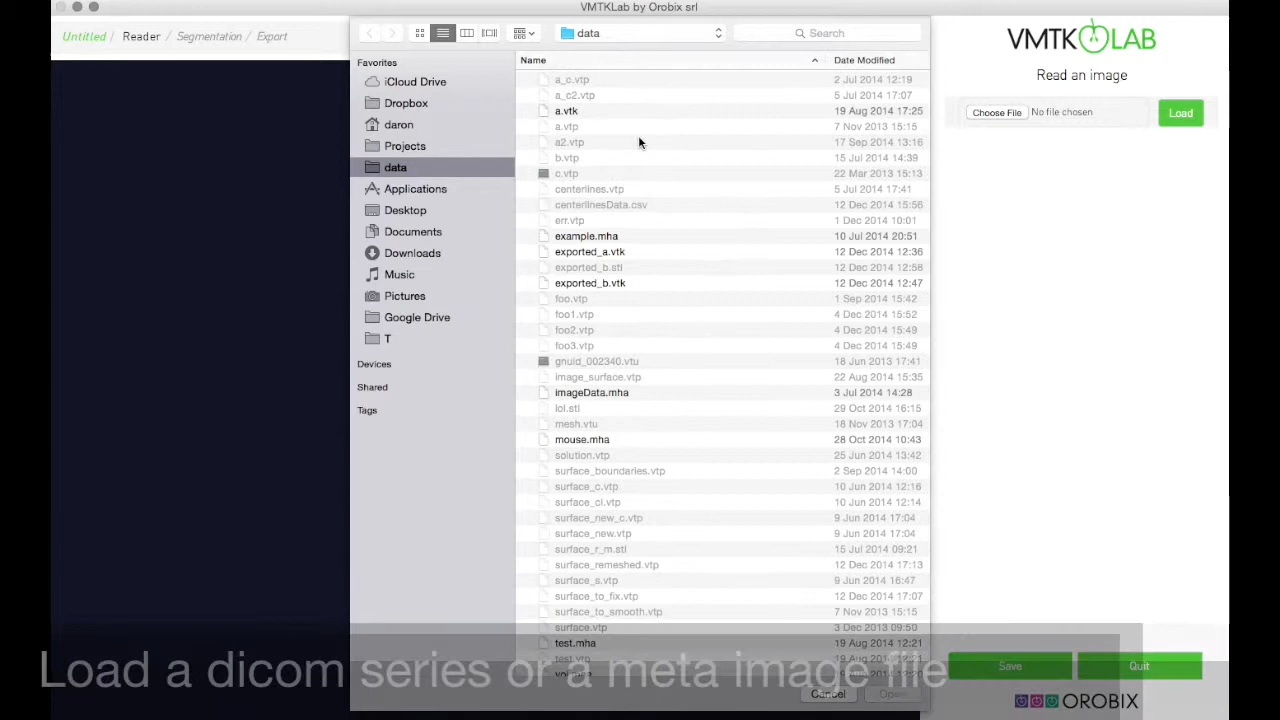 VMTKLab by Orobix srl
Untitled / Reader / Segmentation / Export
data
Search
VMTK LAB
Read an image
Choose File No file chosen
Load
Favorites
iCloud Drive
Dropbox
daron
Projects
data
Applications
Desktop
Documents
Downloads
Music
Pictures
Google Drive
T
Devices
Shared
Tags
Name Date Modified
a_c.vtp 2 Jul 2014 12:19
a_c2.vtp 5 Jul 2014 17:07
a.vtk 19 Aug 2014 17:25
a.vtp 7 Nov 2013 15:15
a2.vtp 17 Sep 2014 13:16
b.vtp 15 Jul 2014 14:39
c.vtp 22 Mar 2013 15:13
centerlines.vtp 5 Jul 2014 17:41
centerlinesData.csv 12 Dec 2014 15:56
err.vtp 1 Dec 2014 10:01
example.mha 10 Jul 2014 20:51
exported_a.vtk 12 Dec 2014 12:36
exported_b.stl 12 Dec 2014 12:58
exported_b.vtk 12 Dec 2014 12:47
foo.vtp 1 Sep 2014 15:42
foo1.vtp 4 Dec 2014 15:52
foo2.vtp 4 Dec 2014 15:49
foo3.vtp 4 Dec 2014 15:49
gnuid_002340.vtu 18 Jun 2013 17:41
image_surface.vtp 22 Aug 2014 15:35
imageData.mha 3 Jul 2014 14:28
lol.stl 29 Oct 2014 16:15
mesh.vtu 18 Nov 2013 17:04
mouse.mha 28 Oct 2014 10:43
solution.vtp 25 Jun 2014 13:42
surface_boundaries.vtp 2 Sep 2014 14:00
surface_c.vtp 10 Jun 2014 12:16
surface_cl.vtp 10 Jun 2014 12:14
surface_new_c.vtp 9 Jun 2014 17:04
surface_new.vtp 9 Jun 2014 17:04
surface_r_m.stl 15 Jul 2014 09:21
surface_remeshed.vtp 12 Dec 2014 17:13
surface_s.vtp 9 Jun 2014 16:47
surface_to_fix.vtp 12 Dec 2014 17:07
surface_to_smooth.vtp 7 Nov 2013 15:15
surface.vtp 3 Dec 2013 09:50
test.mha 19 Aug 2014 12:21
test.vtp
Load a dicom series or a meta image file
Cancel Open
Save Quit
OROBIX